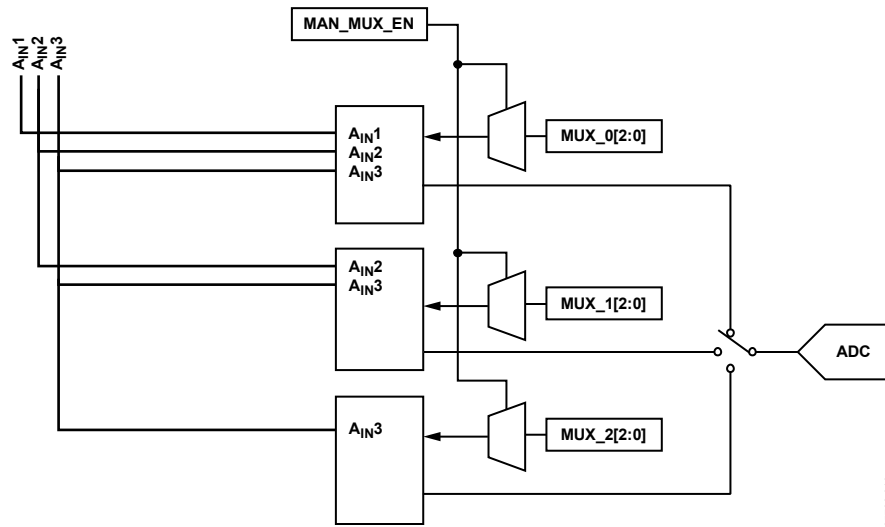 MAN_MUX_EN
AIN1
AIN2
AIN3
AIN1
AIN2
AIN3
MUX_0[2:0]
AIN2
AIN3
MUX_1[2:0]
ADC
AIN3
MUX_2[2:0]